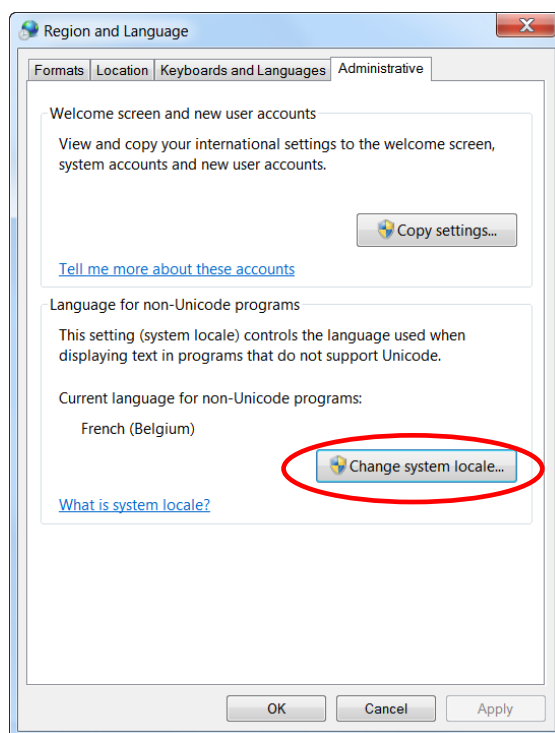 Region and Language
Formats Location Keyboards and Languages Administrative
Welcome screen and new user accounts
View and copy your international settings to the welcome screen,
system accounts and new user accounts.
Copy settings...
Tell me more about these accounts
Language for non-Unicode programs
This setting (system locale) controls the language used when
displaying text in programs that do not support Unicode.
Current language for non-Unicode programs:
French (Belgium)
Change system locale...
What is system locale?
OK Cancel Apply